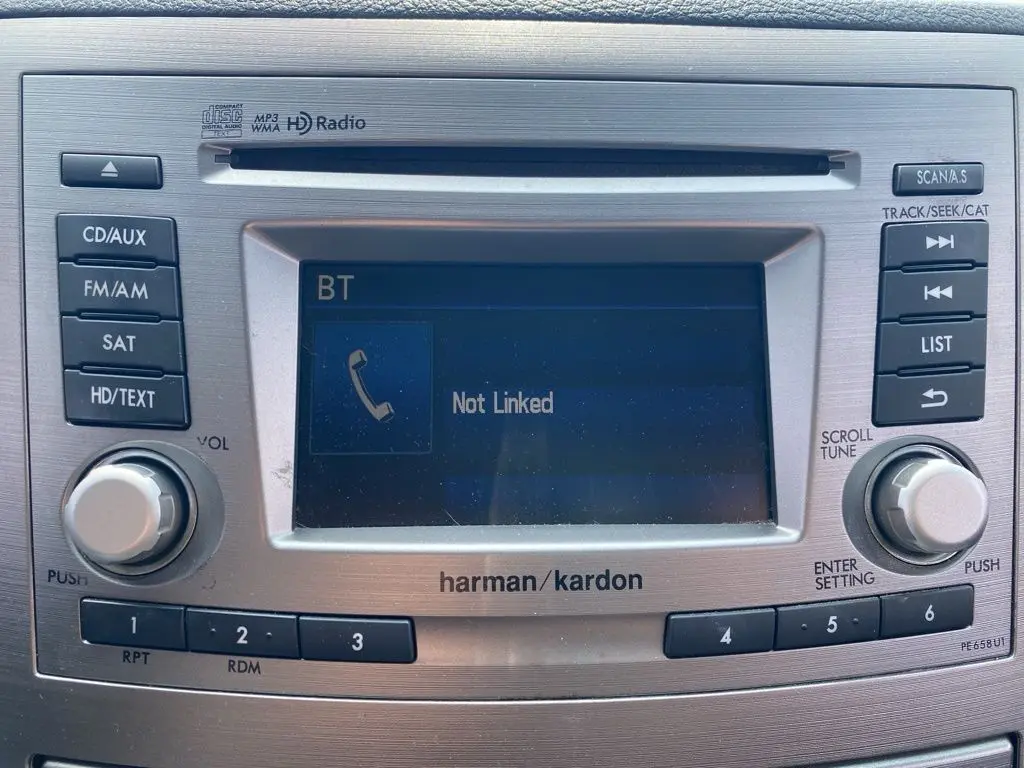 COMPACT
disc
DIGITAL AUDIO
TEXT
MP3
WMA
HD Radio
SCAN/A.S
TRACK/SEEK/CAT
CD/AUX
FM/AM
SAT
HD/TEXT
BT
Not Linked
LIST
VOL
PUSH
SCROLL
TUNE
ENTER
SETTING
PUSH
harman/kardon
1
RPT
2
RDM
3
4
5
6
PE658U1